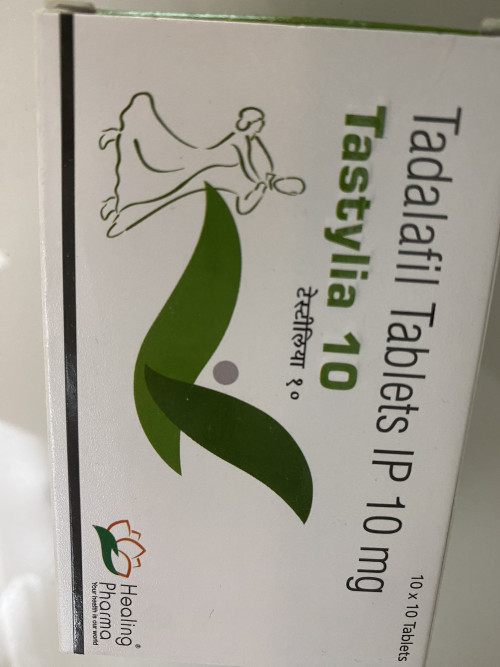 Tadalafil Tablets IP 10 mg
Tastylia 10
टेस्टीलिया १०
10 x 10 Tablets
Healing®
Pharma
Your health is our world